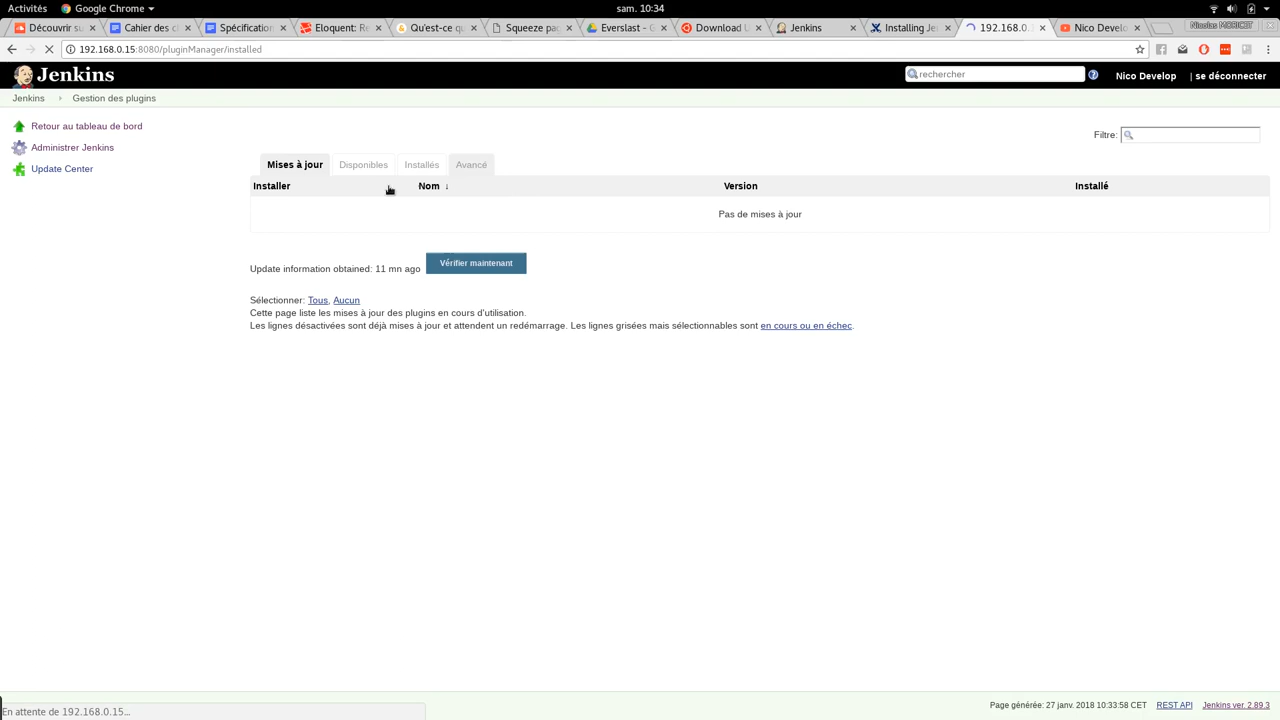 Activités Google Chrome sam. 10:34
Découvrir su Cahier des cl Spécification Eloquent: Re Qu'est-ce qu Squeeze pag Everslast - G Download U Jenkins Installing Je 192.168.0. Nico Develo Nicolas
192.168.0.15:8080/pluginManager/installed
Jenkins rechercher Nico Develop | se déconnecter
Jenkins Gestion des plugins
Retour au tableau de bord
Administrer Jenkins
Update Center
Filtre:
Mises à jour Disponibles Installés Avancé
Installer Nom ↓ Version Installé
Pas de mises à jour
Update information obtained: 11 mn ago Vérifier maintenant
Sélectionner: Tous, Aucun
Cette page liste les mises à jour des plugins en cours d'utilisation.
Les lignes désactivées sont déjà mises à jour et attendent un redémarrage. Les lignes grisées mais sélectionnables sont en cours ou en échec.
En attente de 192.168.0.15...
Page générée: 27 janv. 2018 10:33:58 CET REST API Jenkins ver. 2.89.3